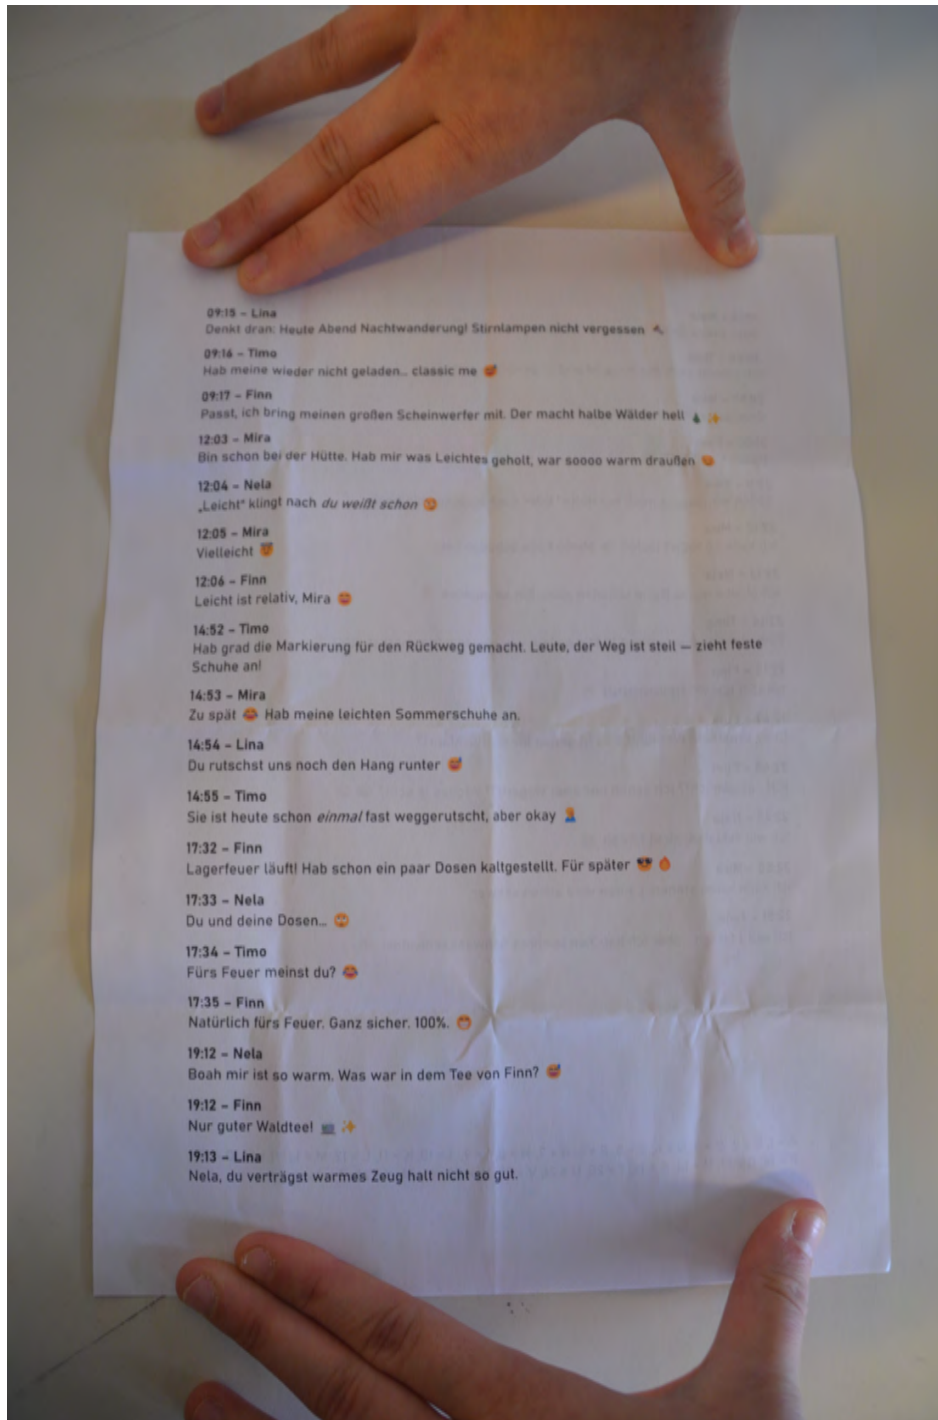 09:15 – Lina
Denkt dran: Heute Abend Nachtwanderung! Stirnlampen nicht vergessen
09:16 – Timo
Hab meine wieder nicht geladen… classic me 😅
09:17 – Finn
Passt, ich bring meinen großen Scheinwerfer mit. Der macht halbe Wälder hell 🌲✨
12:03 – Mira
Bin schon bei der Hütte. Hab mir was Leichtes geholt, war soooo warm draußen
12:04 – Nela
„Leicht“ klingt nach du weißt schon
12:05 – Mira
Vielleicht
12:06 – Finn
Leicht ist relativ, Mira
14:52 – Timo
Hab grad die Markierung für den Rückweg gemacht. Leute, der Weg ist steil — zieht feste
Schuhe an!
14:53 – Mira
Zu spät 😂 Hab meine leichten Sommerschuhe an.
14:54 – Lina
Du rutschst uns noch den Hang runter 😅
14:55 – Timo
Sie ist heute schon einmal fast weggerutscht, aber okay
17:32 – Finn
Lagerfeuer läuft! Hab schon ein paar Dosen kaltgestellt. Für später 😎🔥
17:33 – Nela
Du und deine Dosen… 🙄
17:34 – Timo
Fürs Feuer meinst du? 😂
17:35 – Finn
Natürlich fürs Feuer. Ganz sicher. 100%.
19:12 – Nela
Boah mir ist so warm. Was war in dem Tee von Finn? 😅
19:12 – Finn
Nur guter Waldtee! ✨
19:13 – Lina
Nela, du verträgst warmes Zeug halt nicht so gut.